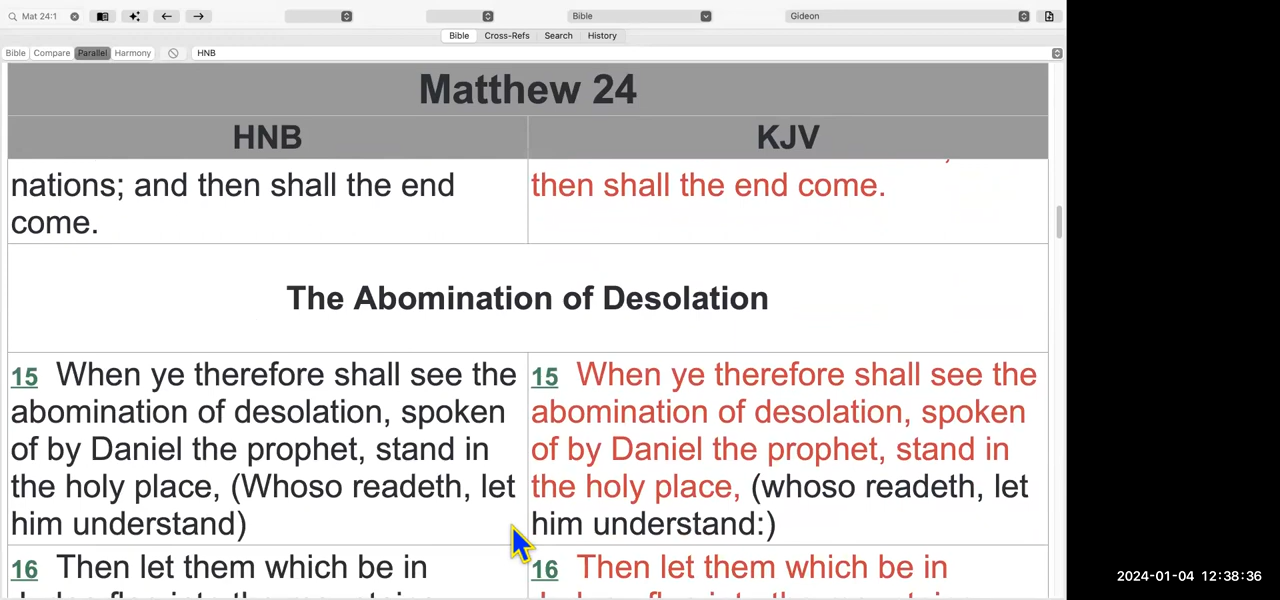 Mat 24:1
Bible
Gideon
Bible Cross-Refs Search History
Bible Compare Parallel Harmony HNB
Matthew 24
HNB KJV
nations; and then shall the end
come.
then shall the end come.
The Abomination of Desolation
15 When ye therefore shall see the
abomination of desolation, spoken
of by Daniel the prophet, stand in
the holy place, (Whoso readeth, let
him understand)
15 When ye therefore shall see the
abomination of desolation, spoken
of by Daniel the prophet, stand in
the holy place, (whoso readeth, let
him understand:)
16 Then let them which be in
16 Then let them which be in
2024-01-04 12:38:36